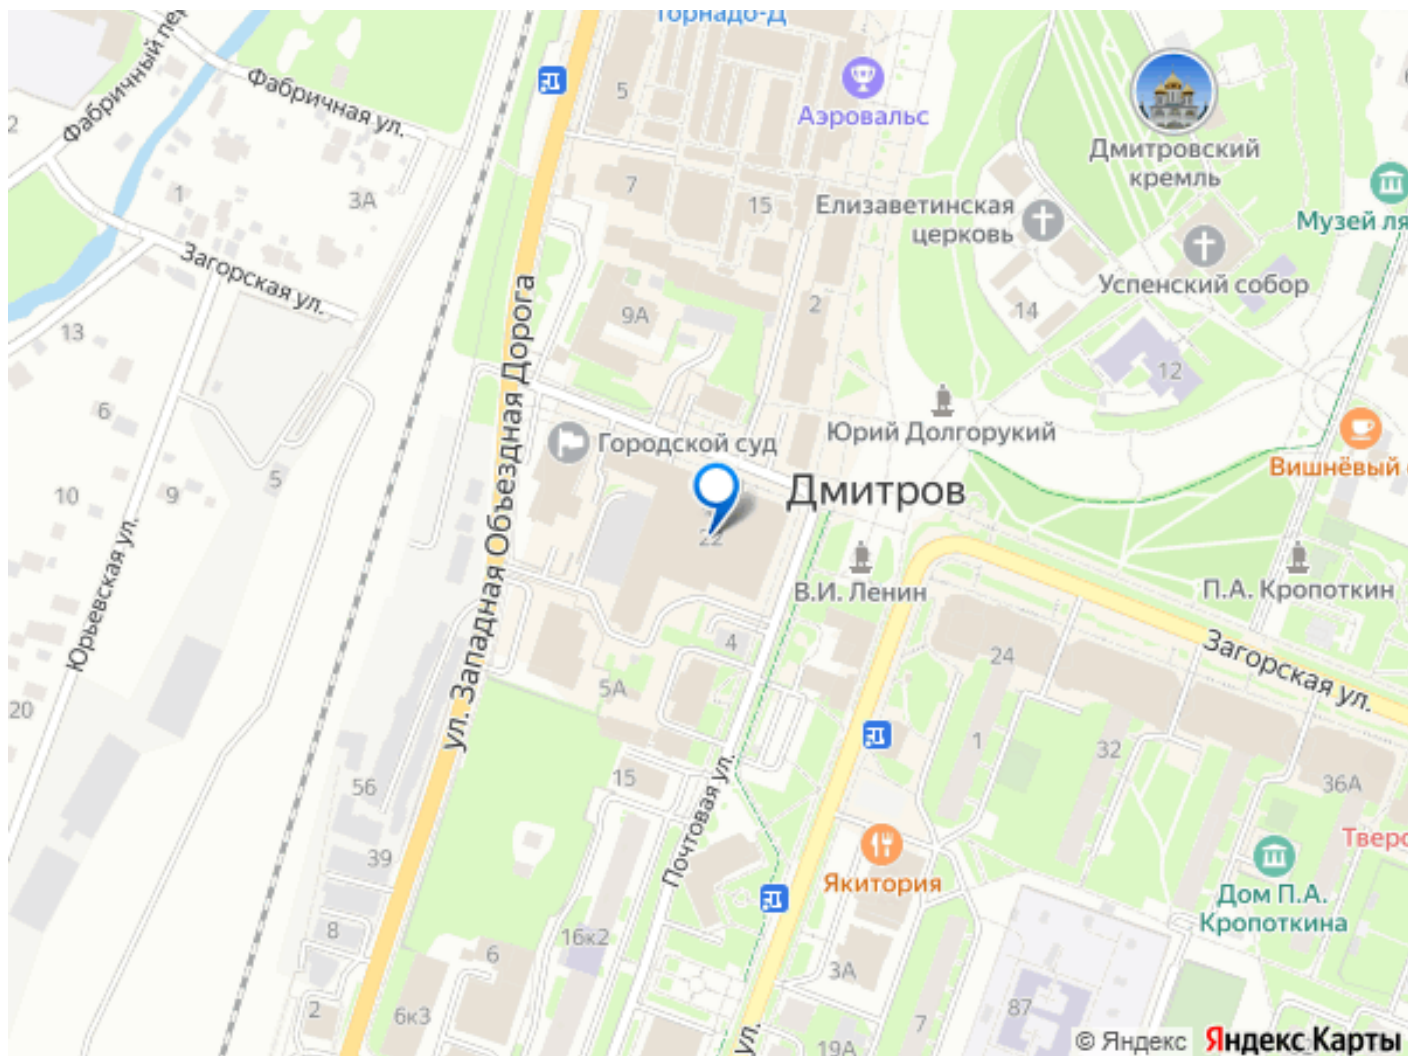 Торнадо-Д
Фабричный пер
Фабричная ул.
5
Аэровальс
Дмитровский
кремль
2
1
3А
7
15
Елизаветинская
церковь
Музей ля
Успенский собор
Загорская ул.
9А
2
14
12
13
6
ул. Западная Объездная Дорога
Юрий Долгорукий
Городской суд
Вишнёвый
5
10
9
Дмитров
22
Юрьевская ул.
В.И. Ленин
П.А. Кропоткин
4
24
Загорская ул.
5А
20
1
32
15
56
36А
Почтовая ул.
39
Якитория
Тверс
Дом П.А.
Кропоткина
8
16к2
6
3А
2
6к3
87
7
ул.
19А
© Яндекс Яндекс Карты